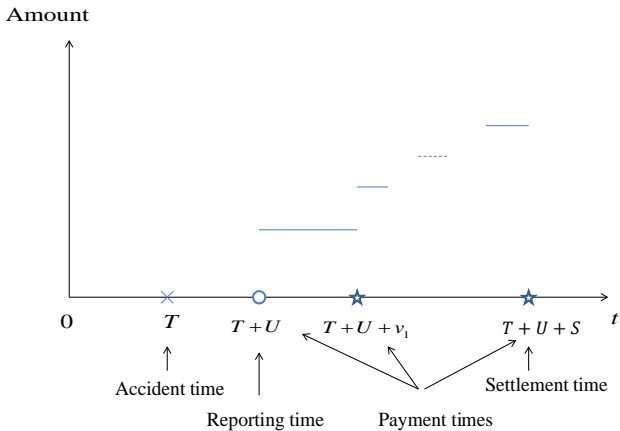 Amount
0
T
T + U
T + U + v₁
T + U + S
t
Accident time
Settlement time
Reporting time
Payment times